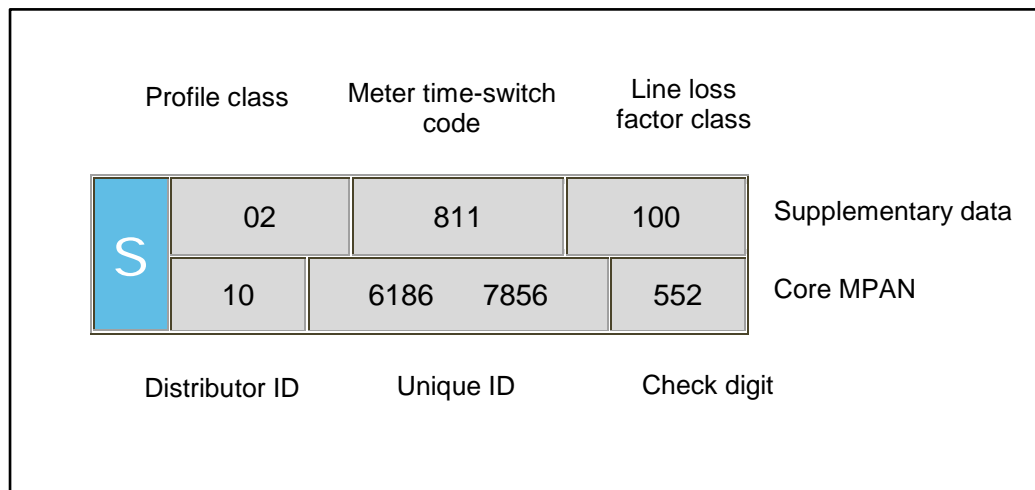 Profile class Meter time-switch Line loss
code factor class
S 02 811 100 Supplementary data
10 6186 7856 552 Core MPAN
Distributor ID Unique ID Check digit